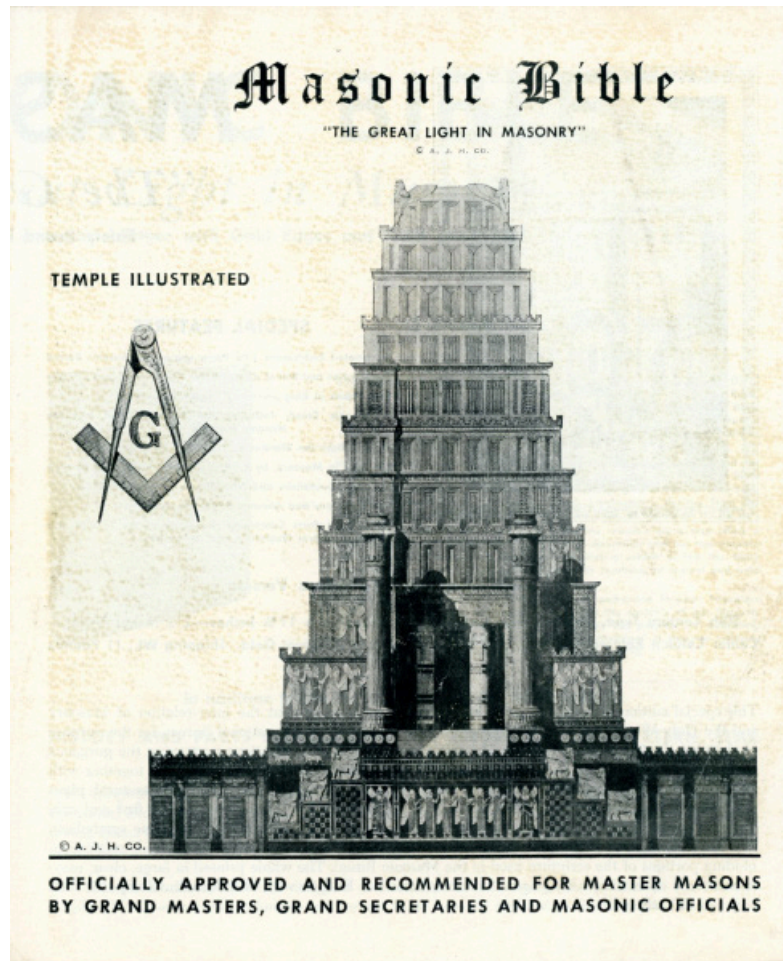 Masonic Bible
"THE GREAT LIGHT IN MASONRY"
© A. J. H. CO.
TEMPLE ILLUSTRATED
G
© A. J. H. CO.
OFFICIALLY APPROVED AND RECOMMENDED FOR MASTER MASONS
BY GRAND MASTERS, GRAND SECRETARIES AND MASONIC OFFICIALS